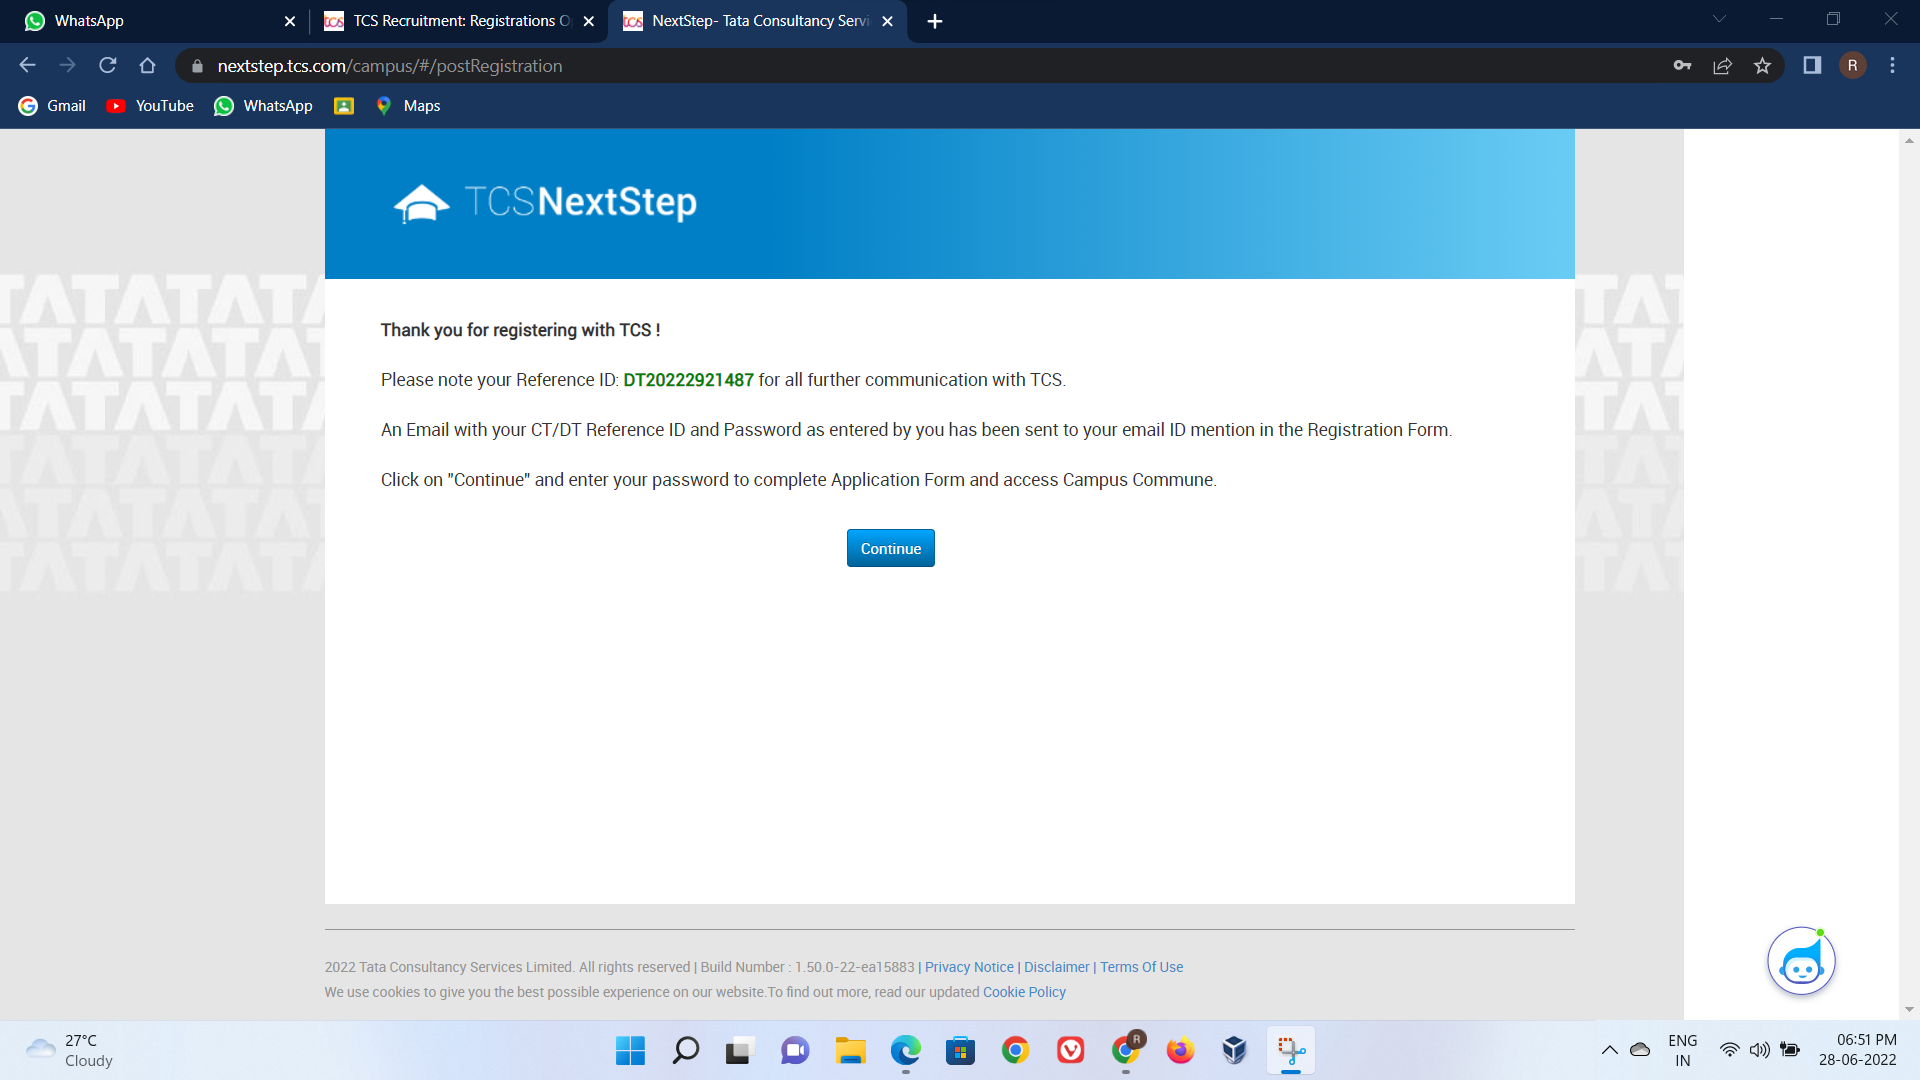 WhatsApp
TCS Recruitment: Registrations O
NextStep- Tata Consultancy Servi
nextstep.tcs.com/campus/#/postRegistration
R
Gmail
YouTube
WhatsApp
Maps
TCSNextStep
Thank you for registering with TCS !
Please note your Reference ID: DT20222921487 for all further communication with TCS.
An Email with your CT/DT Reference ID and Password as entered by you has been sent to your email ID mention in the Registration Form.
Click on "Continue" and enter your password to complete Application Form and access Campus Commune.
Continue
2022 Tata Consultancy Services Limited. All rights reserved | Build Number : 1.50.0-22-ea15883 | Privacy Notice | Disclaimer | Terms Of Use
We use cookies to give you the best possible experience on our website.To find out more, read our updated Cookie Policy
27°C
Cloudy
R
ENG
IN
06:51 PM
28-06-2022